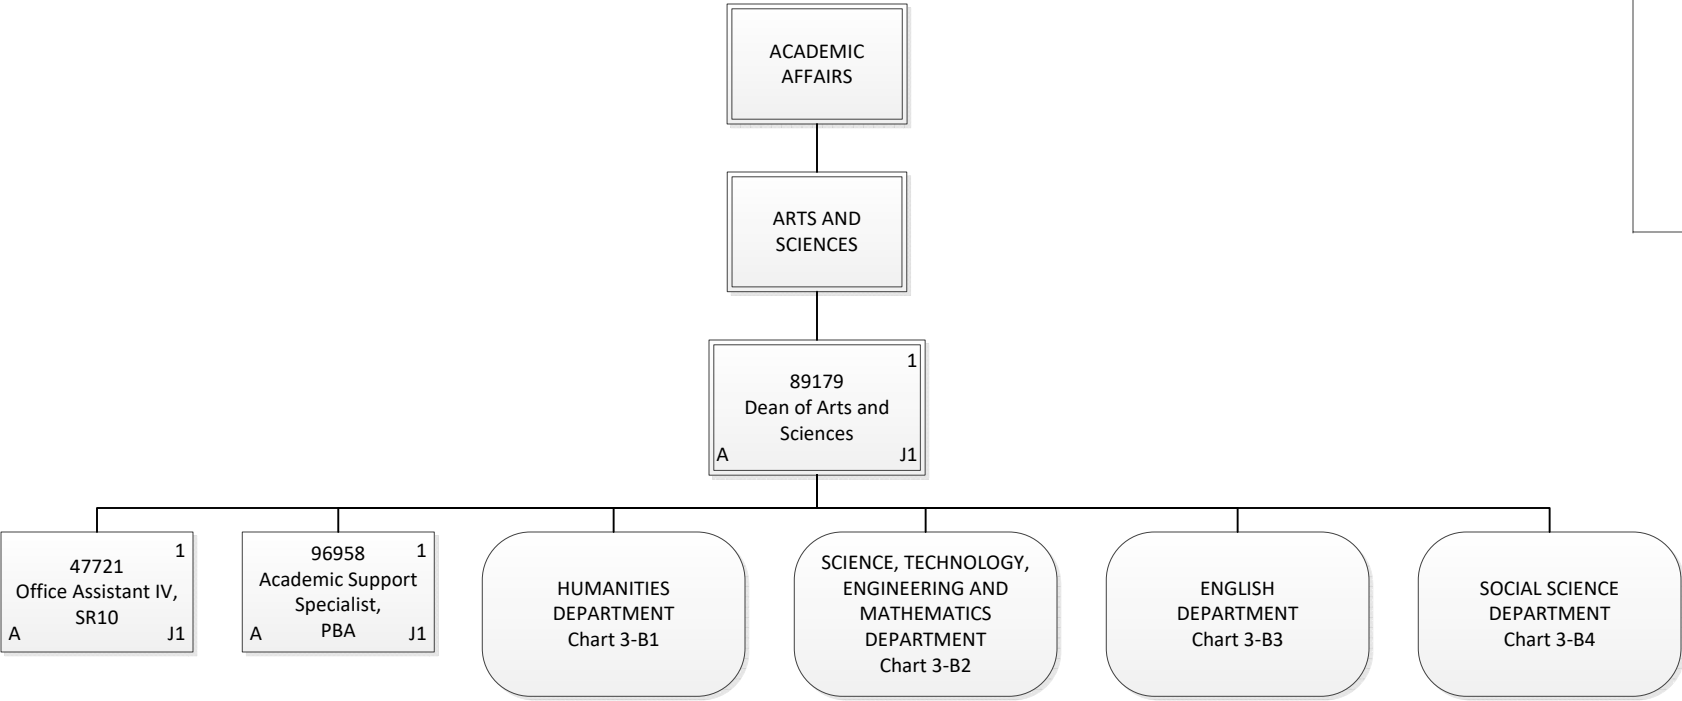 ACADEMIC
AFFAIRS
ARTS AND
SCIENCES
1
89179
Dean of Arts and
Sciences
A J1
1
47721
Office Assistant IV,
SR10
A J1
96958 1
Academic Support
Specialist,
PBA
A J1
HUMANITIES
DEPARTMENT
Chart 3-B1
SCIENCE, TECHNOLOGY,
ENGINEERING AND
MATHEMATICS
DEPARTMENT
Chart 3-B2
ENGLISH
DEPARTMENT
Chart 3-B3
SOCIAL SCIENCE
DEPARTMENT
Chart 3-B4